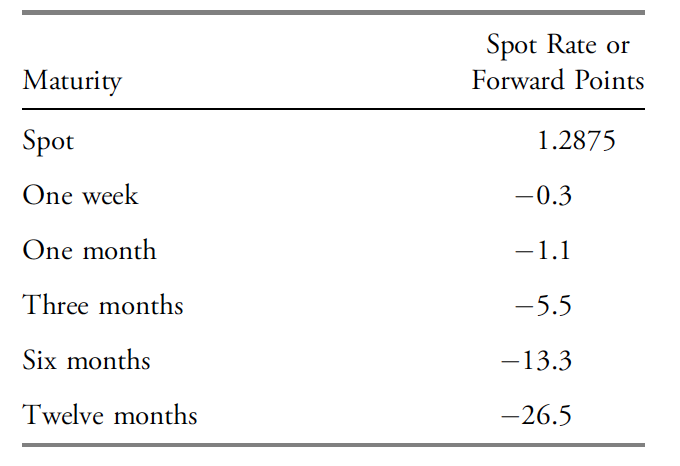 Spot Rate or
Maturity Forward Points
Spot 1.2875
One week −0.3
One month −1.1
Three months −5.5
Six months −13.3
Twelve months −26.5